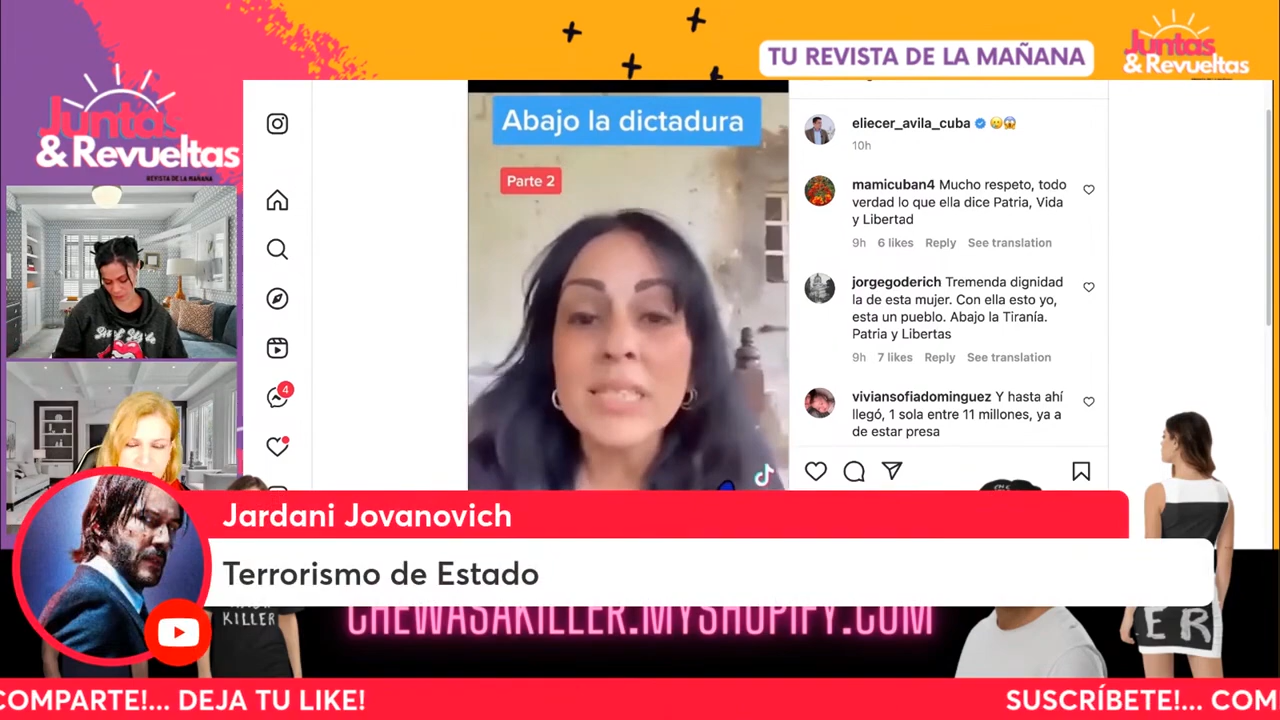 TU REVISTA DE LA MAÑANA
Juntas
& Revueltas
Juntas
& Revueltas
REVISTA DE LA MAÑANA
Abajo la dictadura
Parte 2
eliecer_avila_cuba
10h
mamicuban4 Mucho respeto, todo
verdad lo que ella dice Patria, Vida
y Libertad
9h 6 likes Reply See translation
jorgegoderich Tremenda dignidad
la de esta mujer. Con ella esto yo,
esta un pueblo. Abajo la Tiranía.
Patria y Libertas
9h 7 likes Reply See translation
viviansofiadominguez Y hasta ahí
llegó, 1 sola entre 11 millones, ya a
de estar presa
4
Jardani Jovanovich
Terrorismo de Estado
KILLER
CHEWASAKILLER.MYSHOPIFY.COM
ER
COMPARTE!... DEJA TU LIKE!
SUSCRÍBETE!... COM